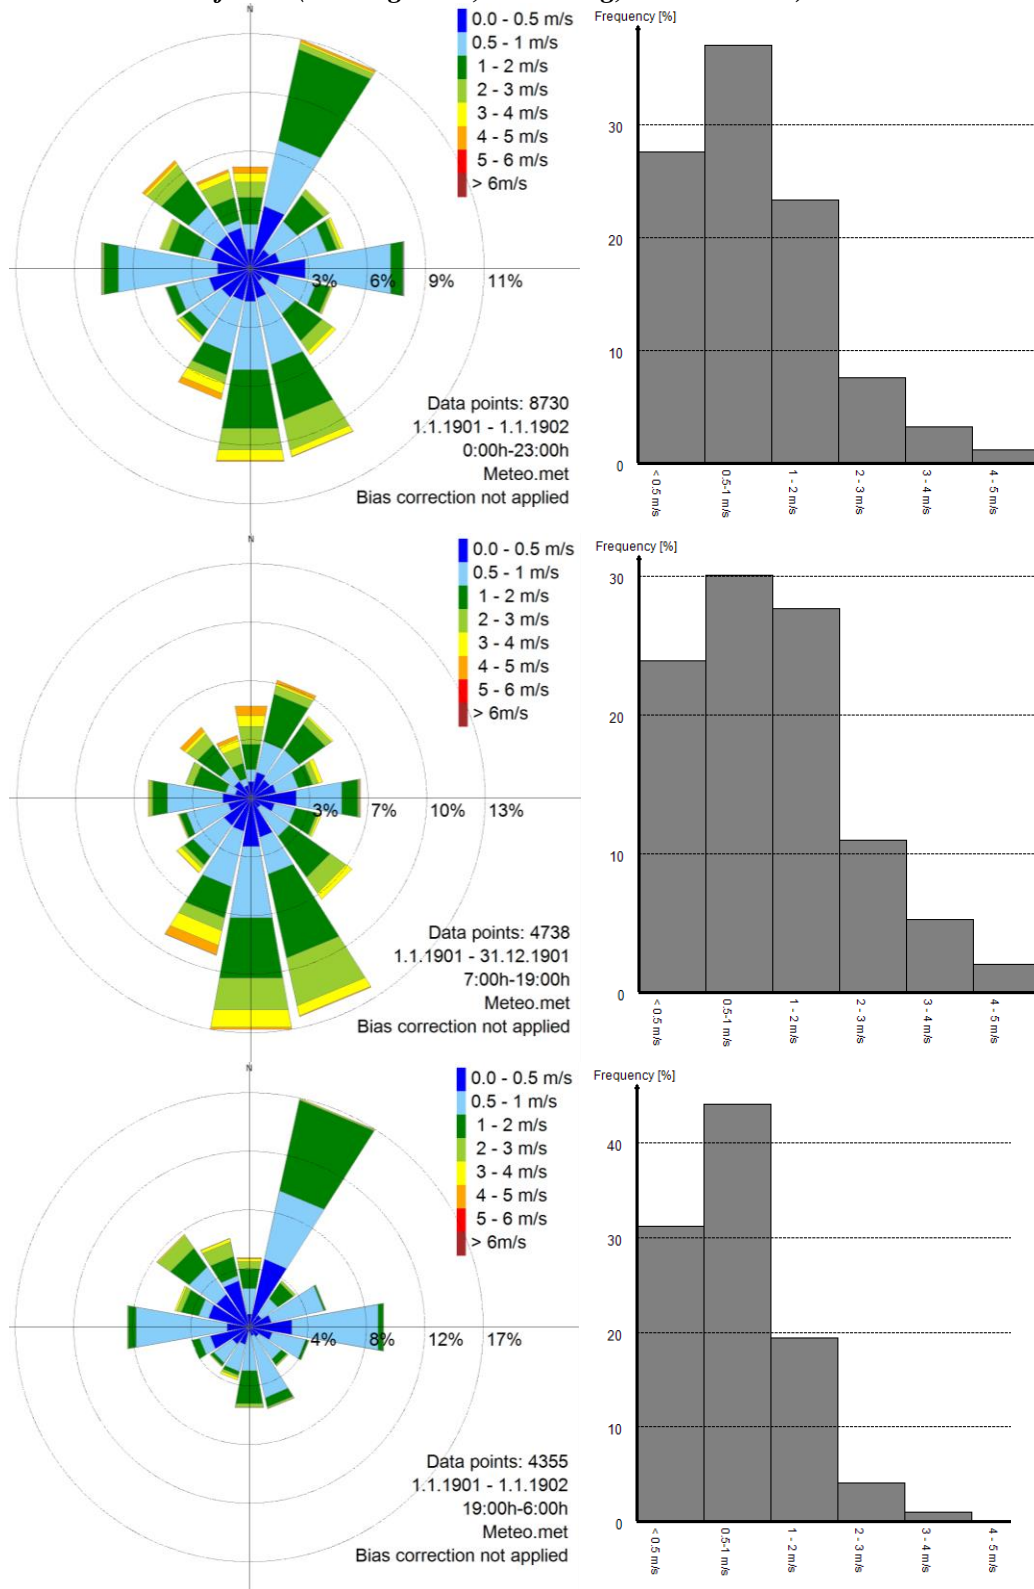 N
0.0 - 0.5 m/s
0.5 - 1 m/s
1 - 2 m/s
2 - 3 m/s
3 - 4 m/s
4 - 5 m/s
5 - 6 m/s
> 6m/s
3% 6% 9% 11%
Data points: 8730
1.1.1901 - 1.1.1902
0:00h-23:00h
Meteo.met
Bias correction not applied
Frequency [%]
30
20
10
0
< 0.5 m/s
0.5-1 m/s
1 - 2 m/s
2 - 3 m/s
3 - 4 m/s
4 - 5 m/s
N
0.0 - 0.5 m/s
0.5 - 1 m/s
1 - 2 m/s
2 - 3 m/s
3 - 4 m/s
4 - 5 m/s
5 - 6 m/s
> 6m/s
3% 7% 10% 13%
Data points: 4738
1.1.1901 - 31.12.1901
7:00h-19:00h
Meteo.met
Bias correction not applied
Frequency [%]
30
20
10
0
< 0.5 m/s
0.5-1 m/s
1 - 2 m/s
2 - 3 m/s
3 - 4 m/s
4 - 5 m/s
N
0.0 - 0.5 m/s
0.5 - 1 m/s
1 - 2 m/s
2 - 3 m/s
3 - 4 m/s
4 - 5 m/s
5 - 6 m/s
> 6m/s
4% 8% 12% 17%
Data points: 4355
1.1.1901 - 1.1.1902
19:00h-6:00h
Meteo.met
Bias correction not applied
Frequency [%]
40
30
20
10
0
< 0.5 m/s
0.5-1 m/s
1 - 2 m/s
2 - 3 m/s
3 - 4 m/s
4 - 5 m/s